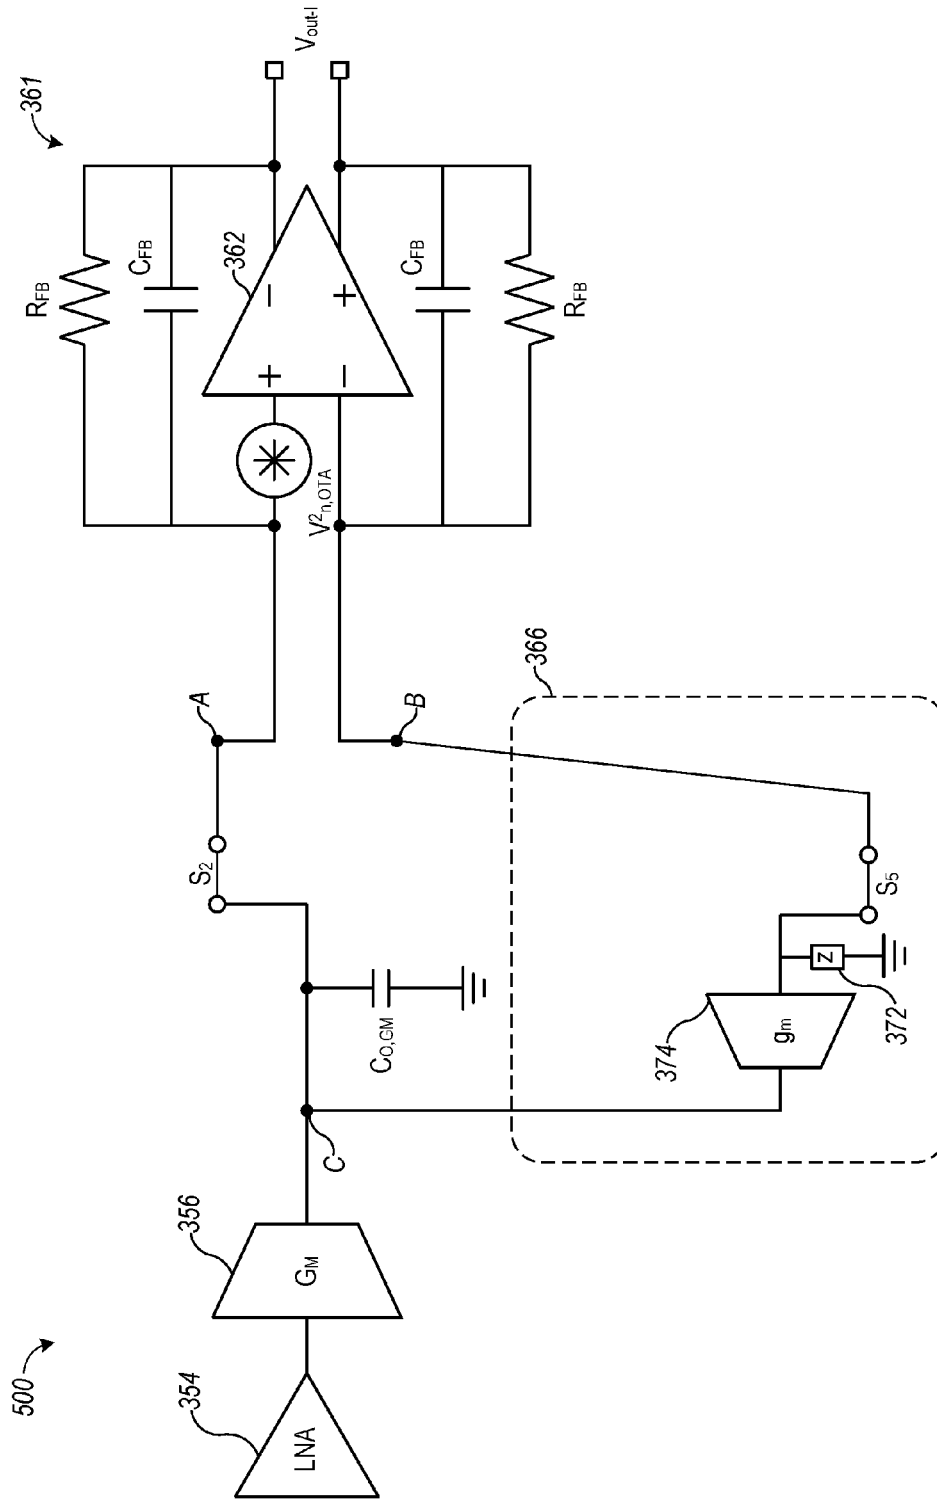 500
354
LNA
356
GM
C
CO,GM
S2
A
B
366
374
gm
Z
372
S5
361
RFB
CFB
V²n,OTA
+
−
−
+
362
CFB
RFB
Vout-I